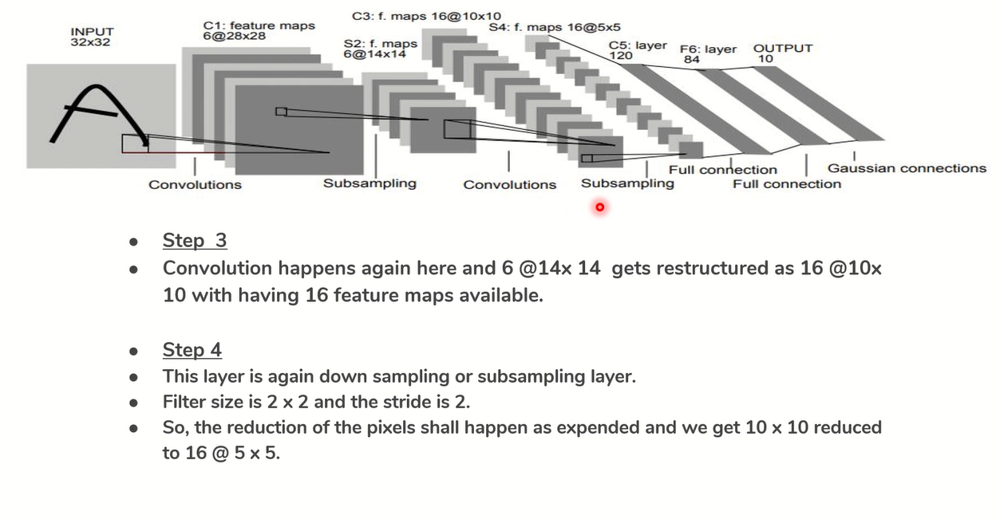 C3: f. maps 16@10x10
C1: feature maps
6@28x28
S4: f. maps 16@5x5
INPUT
32x32
S2: f. maps
6@14x14
C5: layer
120
F6: layer
84
OUTPUT
10
Convolutions
Subsampling
Convolutions
Subsampling
Full connection
Full connection
Gaussian connections
● Step 3
● Convolution happens again here and 6 @14x 14 gets restructured as 16 @10x
10 with having 16 feature maps available.
● Step 4
● This layer is again down sampling or subsampling layer.
● Filter size is 2 x 2 and the stride is 2.
● So, the reduction of the pixels shall happen as expended and we get 10 x 10 reduced
to 16 @ 5 x 5.